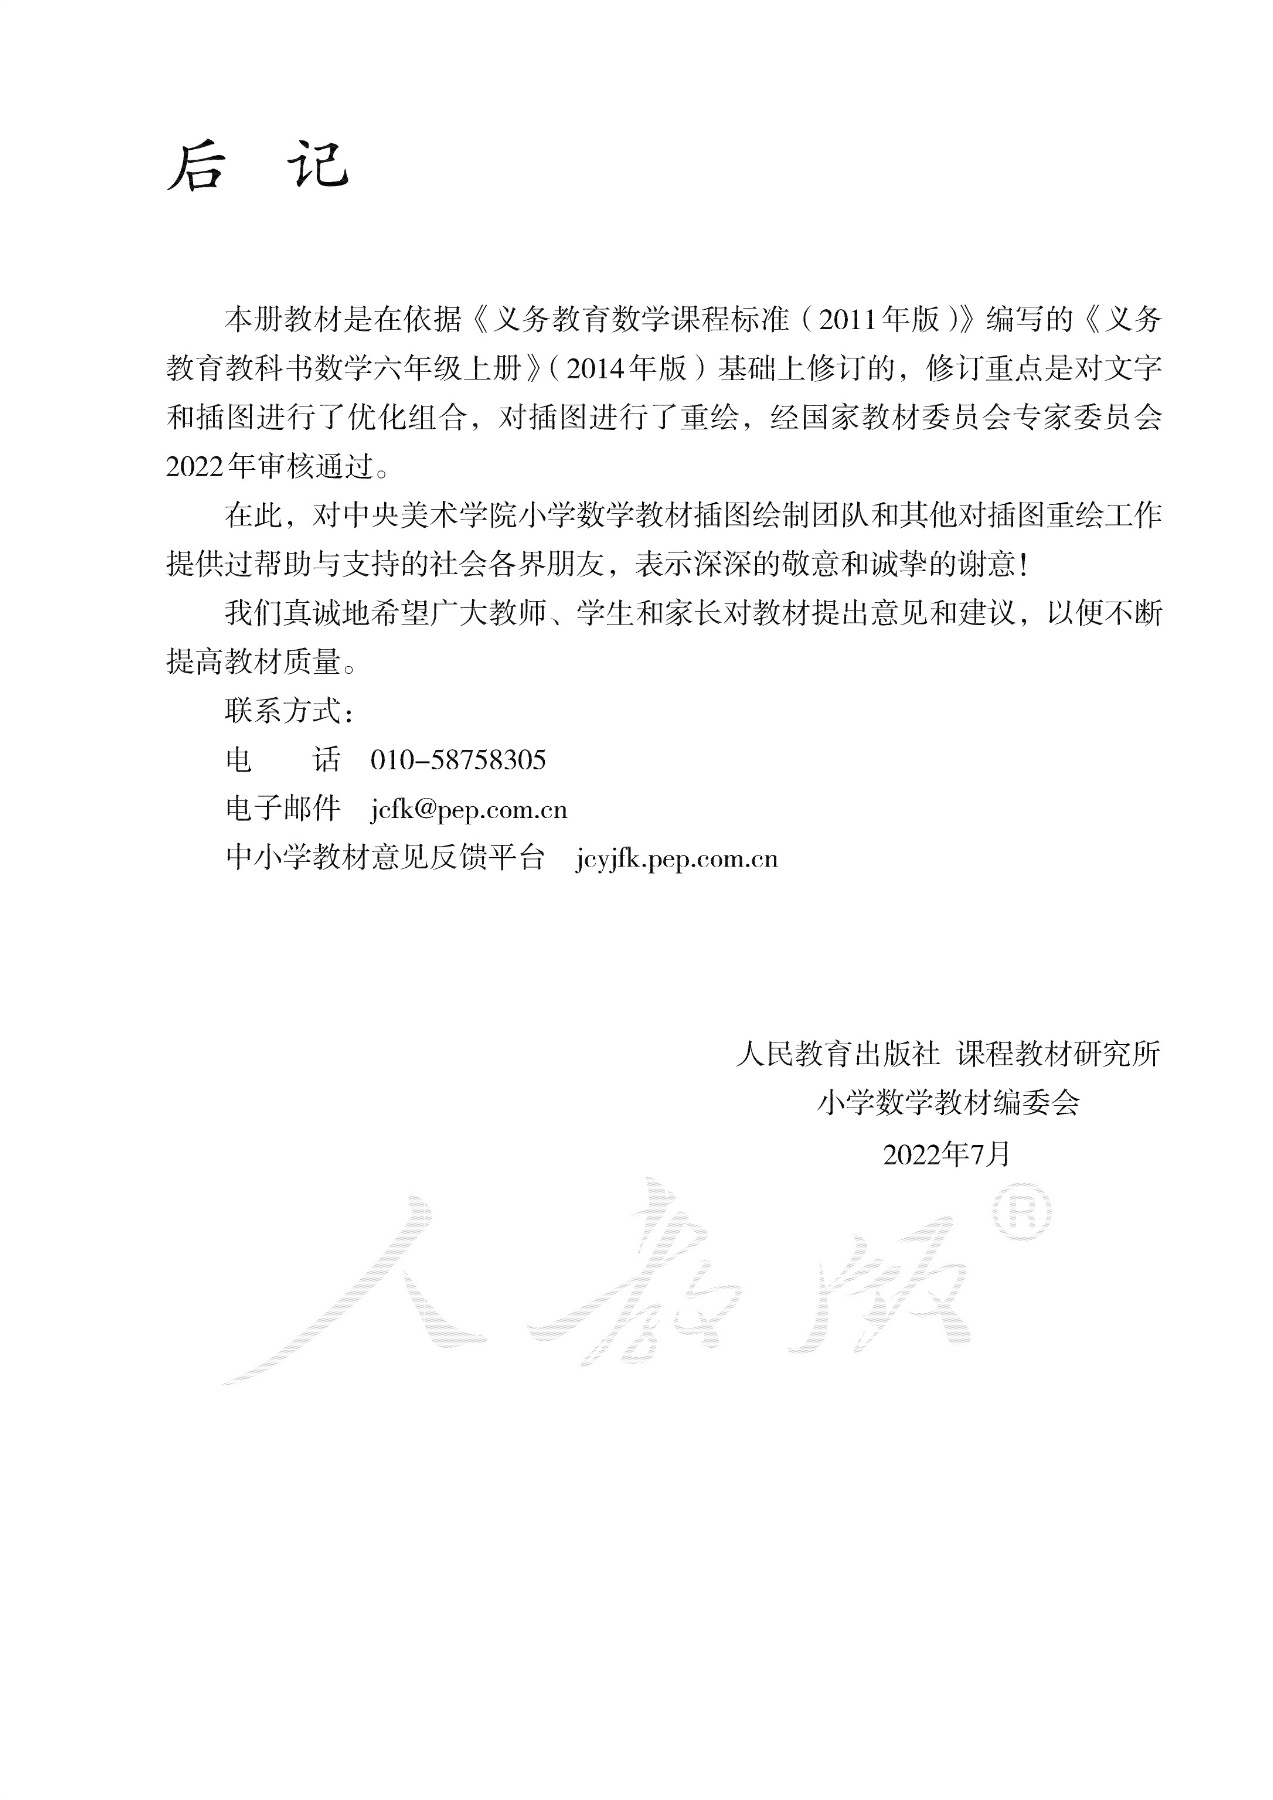 后 记
本册教材是在依据《义务教育数学课程标准（2011年版）》编写的《义务
教育教科书数学六年级上册》（2014年版）基础上修订的，修订重点是对文字
和插图进行了优化组合，对插图进行了重绘，经国家教材委员会专家委员会
2022年审核通过。
在此，对中央美术学院小学数学教材插图绘制团队和其他对插图重绘工作
提供过帮助与支持的社会各界朋友，表示深深的敬意和诚挚的谢意！
我们真诚地希望广大教师、学生和家长对教材提出意见和建议，以便不断
提高教材质量。
联系方式：
电 话 010-58758305
电子邮件 jcfk@pep.com.cn
中小学教材意见反馈平台 jcyjfk.pep.com.cn
人民教育出版社 课程教材研究所
小学数学教材编委会
2022年7月
人教版®